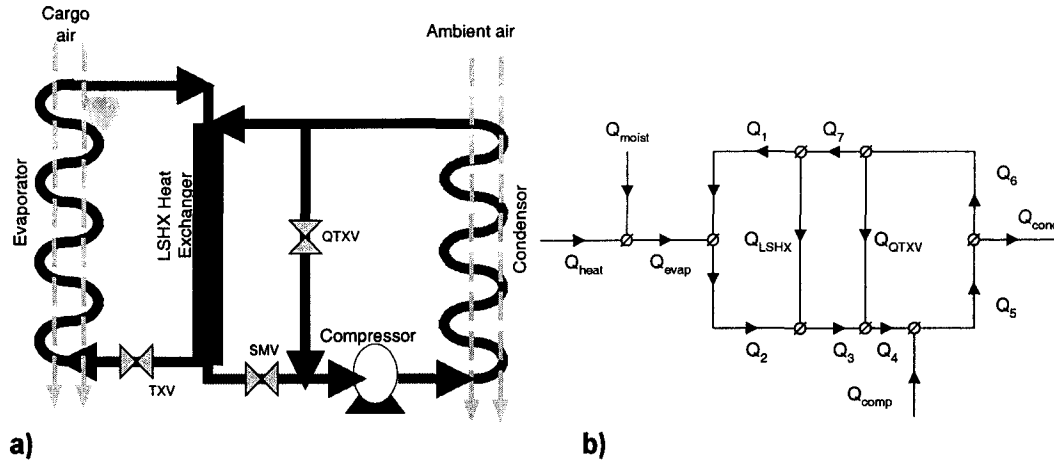 Cargo
air
Ambient air
Evaporator
LSHX Heat
Exchanger
QTXV
Condensor
Compressor
SMV
TXV
a)
Q_moist
Q_1
Q_7
Q_6
Q_cond
Q_heat
Q_evap
Q_LSHX
Q_QTXV
Q_5
Q_2
Q_3
Q_4
Q_comp
b)